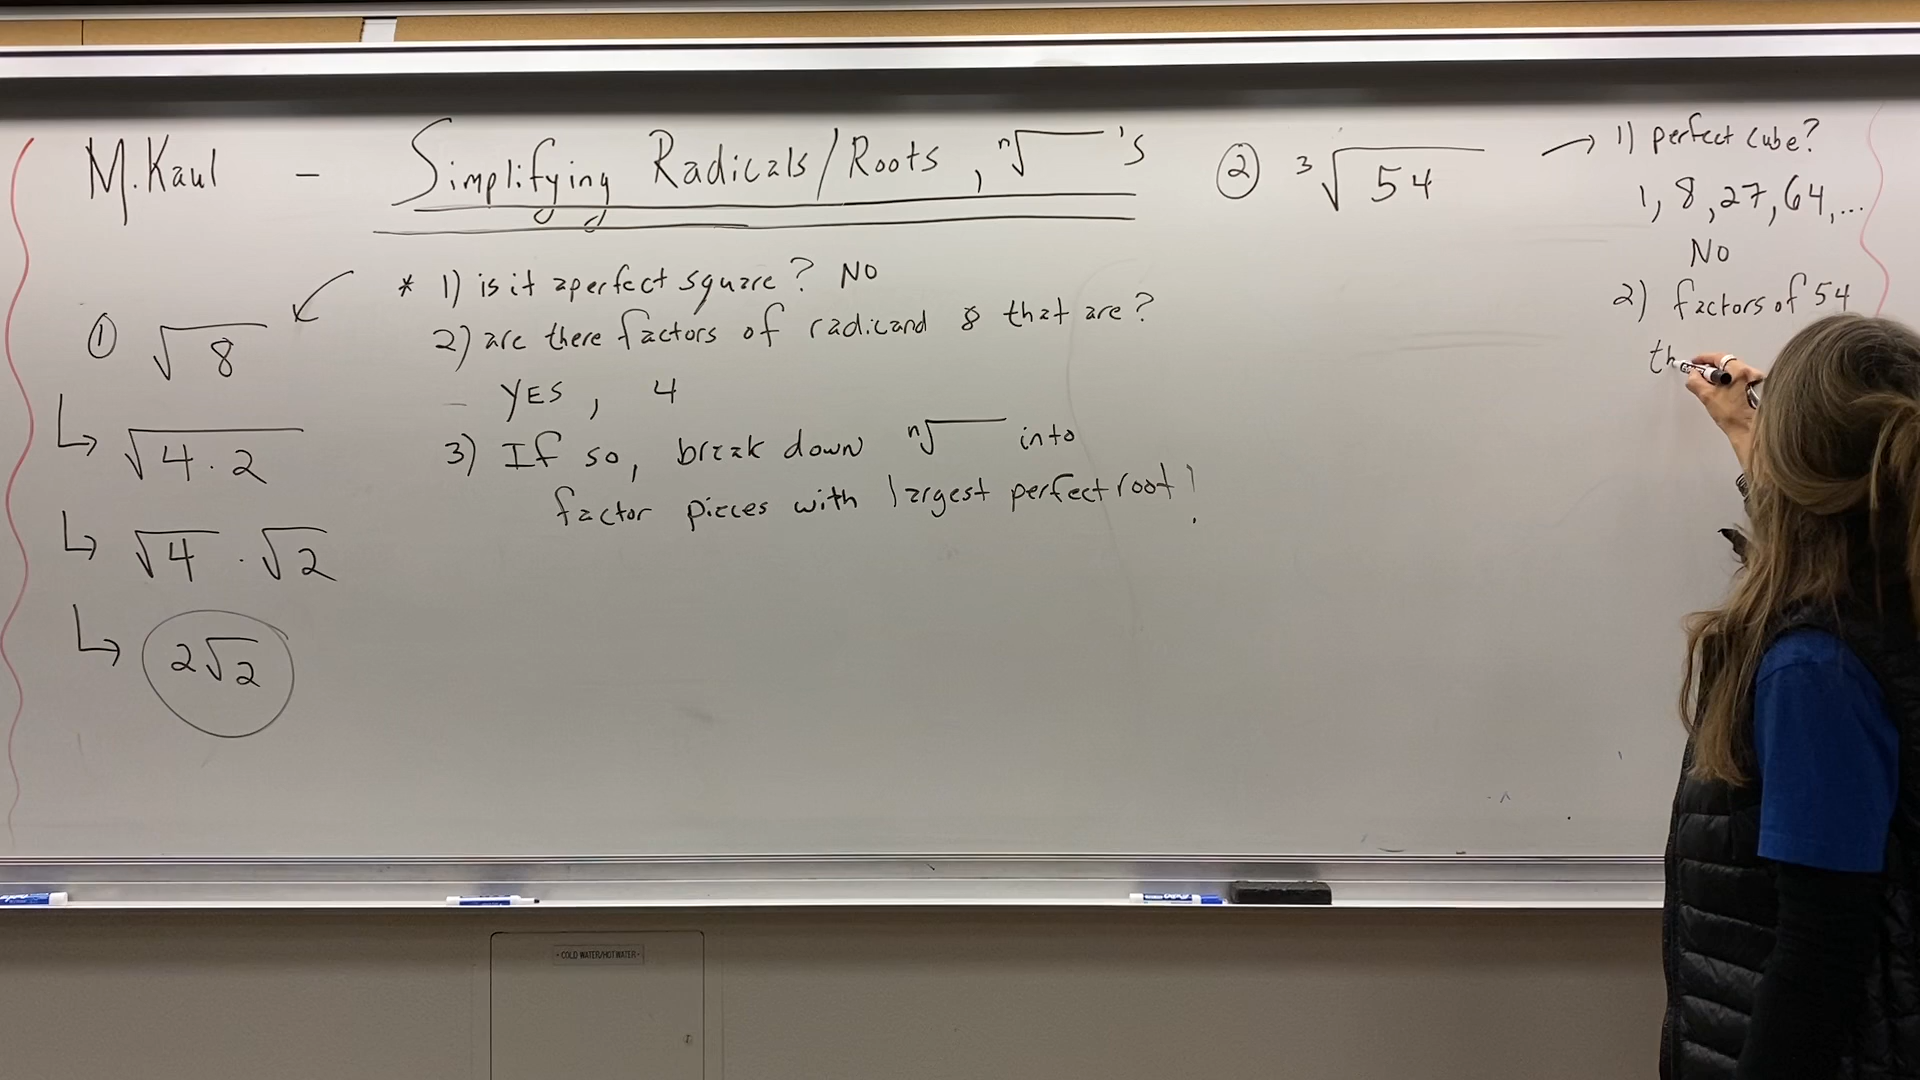 M.Kaul - Simplifying Radicals/Roots, ⁿ√ 's
* 1) is it a perfect square? NO
2) are there factors of radicand 8 that are?
- YES, 4
3) If so, break down ⁿ√ into
factor pieces with largest perfect root!
① √8
↳ √4·2
↳ √4 · √2
↳ 2√2
② ³√54
→ 1) perfect cube?
1, 8, 27, 64, ...
NO
2) factors of 54
th
• COLD WATER/HOT WATER •